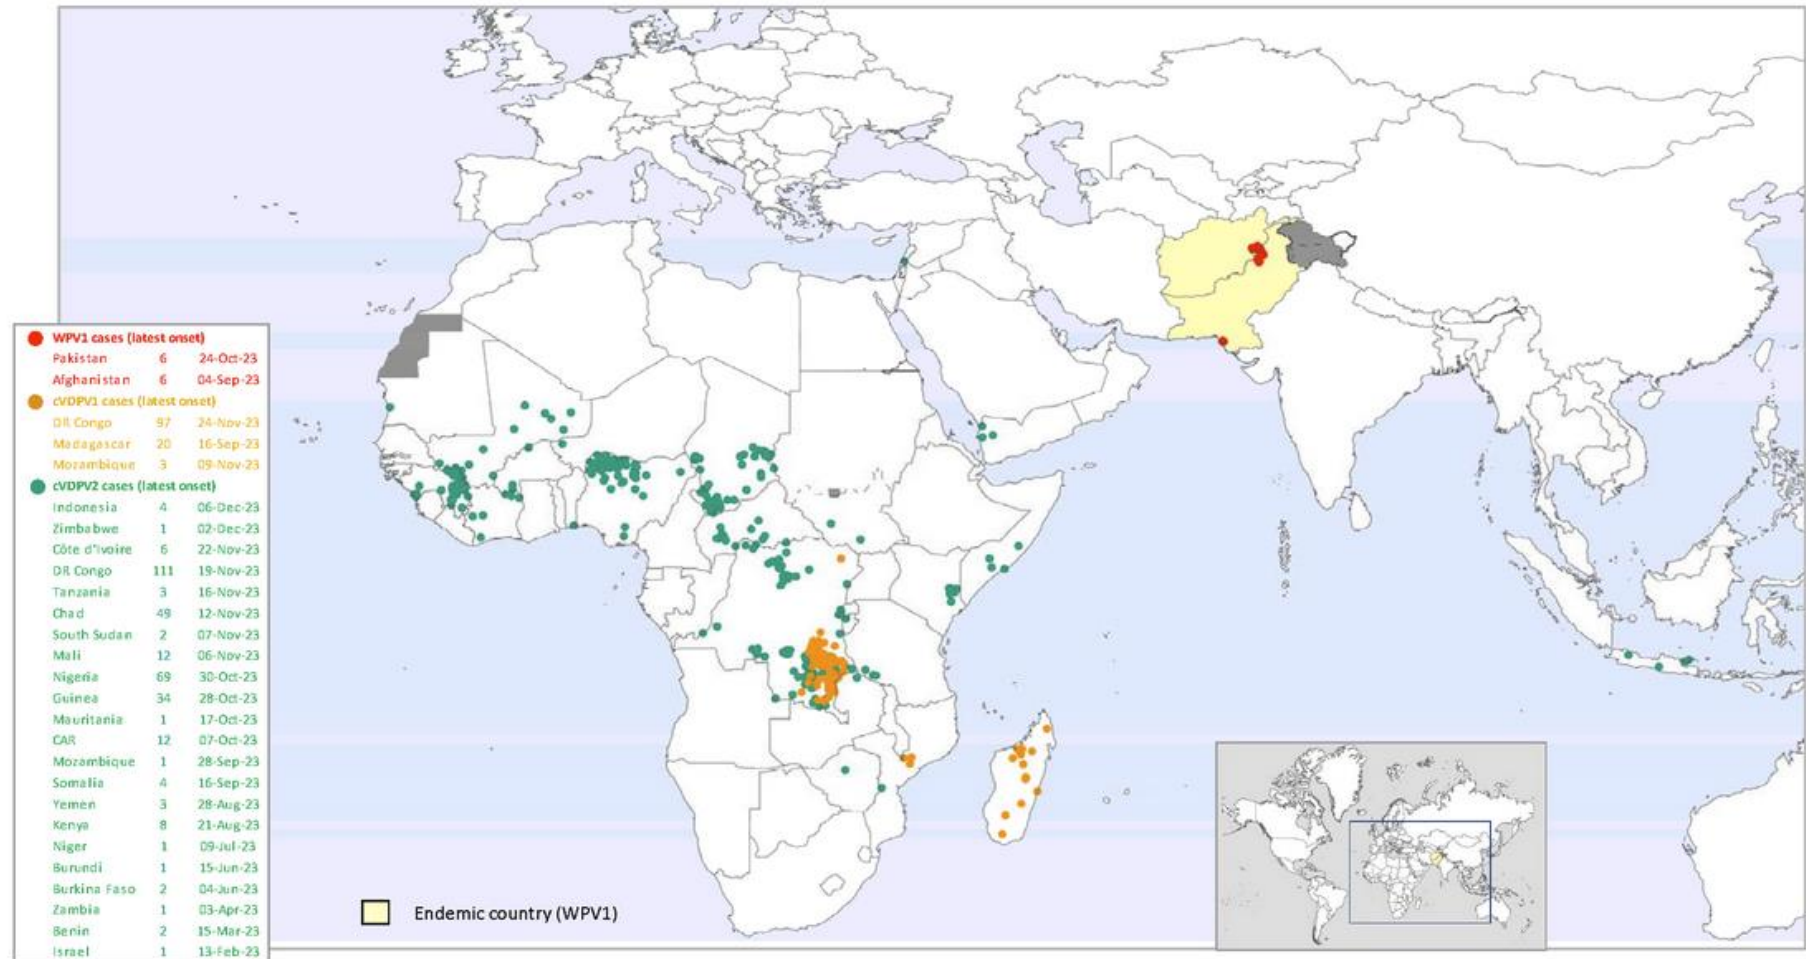 WPV1 cases (latest onset)
Pakistan 6 24-Oct-23
Afghanistan 6 04-Sep-23
cVDPV1 cases (latest onset)
DR Congo 97 24-Nov-23
Madagascar 20 16-Sep-23
Mozambique 3 09-Nov-23
cVDPV2 cases (latest onset)
Indonesia 4 06-Dec-23
Zimbabwe 1 02-Dec-23
Côte d'Ivoire 6 22-Nov-23
DR Congo 111 19-Nov-23
Tanzania 3 16-Nov-23
Chad 49 12-Nov-23
South Sudan 2 07-Nov-23
Mali 12 06-Nov-23
Nigeria 69 30-Oct-23
Guinea 34 28-Oct-23
Mauritania 1 17-Oct-23
CAR 12 07-Oct-23
Mozambique 1 28-Sep-23
Somalia 4 16-Sep-23
Yemen 3 28-Aug-23
Kenya 8 21-Aug-23
Niger 1 09-Jul-23
Burundi 1 15-Jun-23
Burkina Faso 2 04-Jun-23
Zambia 1 03-Apr-23
Benin 2 15-Mar-23
Israel 1 13-Feb-23
Endemic country (WPV1)